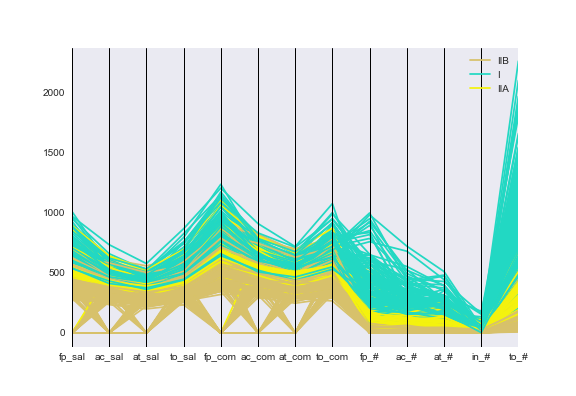 IIB
I
IIA
2000
1500
1000
500
0
fp_sal ac_sal at_sal to_sal fp_com ac_com at_com to_com fp_# ac_# at_# in_# to_#